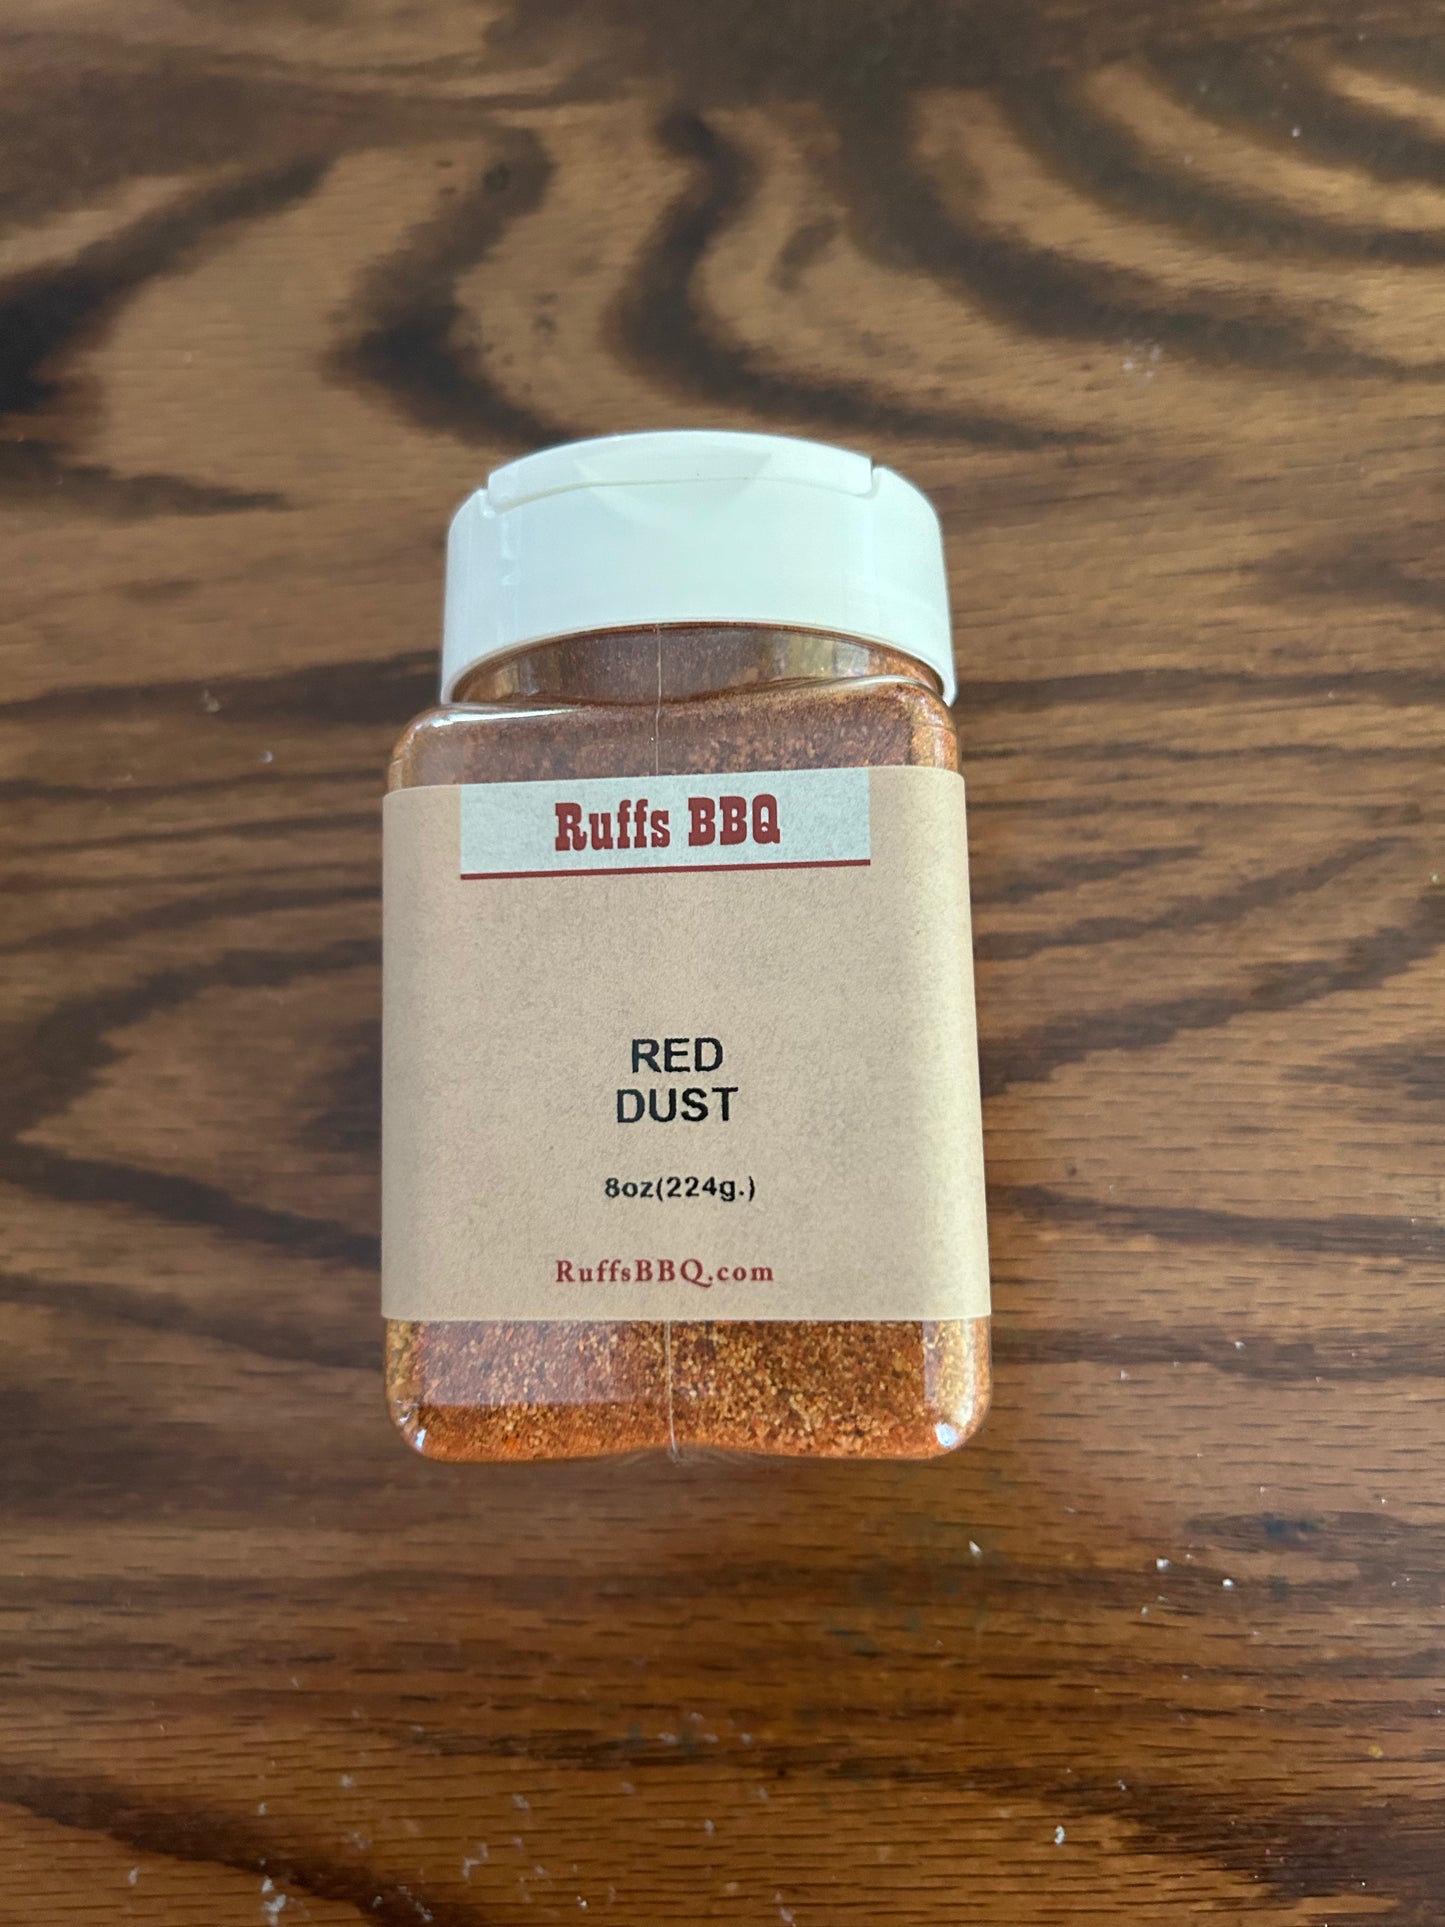 Ruffs BBQ
RED
DUST
8oz(224g.)
RuffsBBQ.com